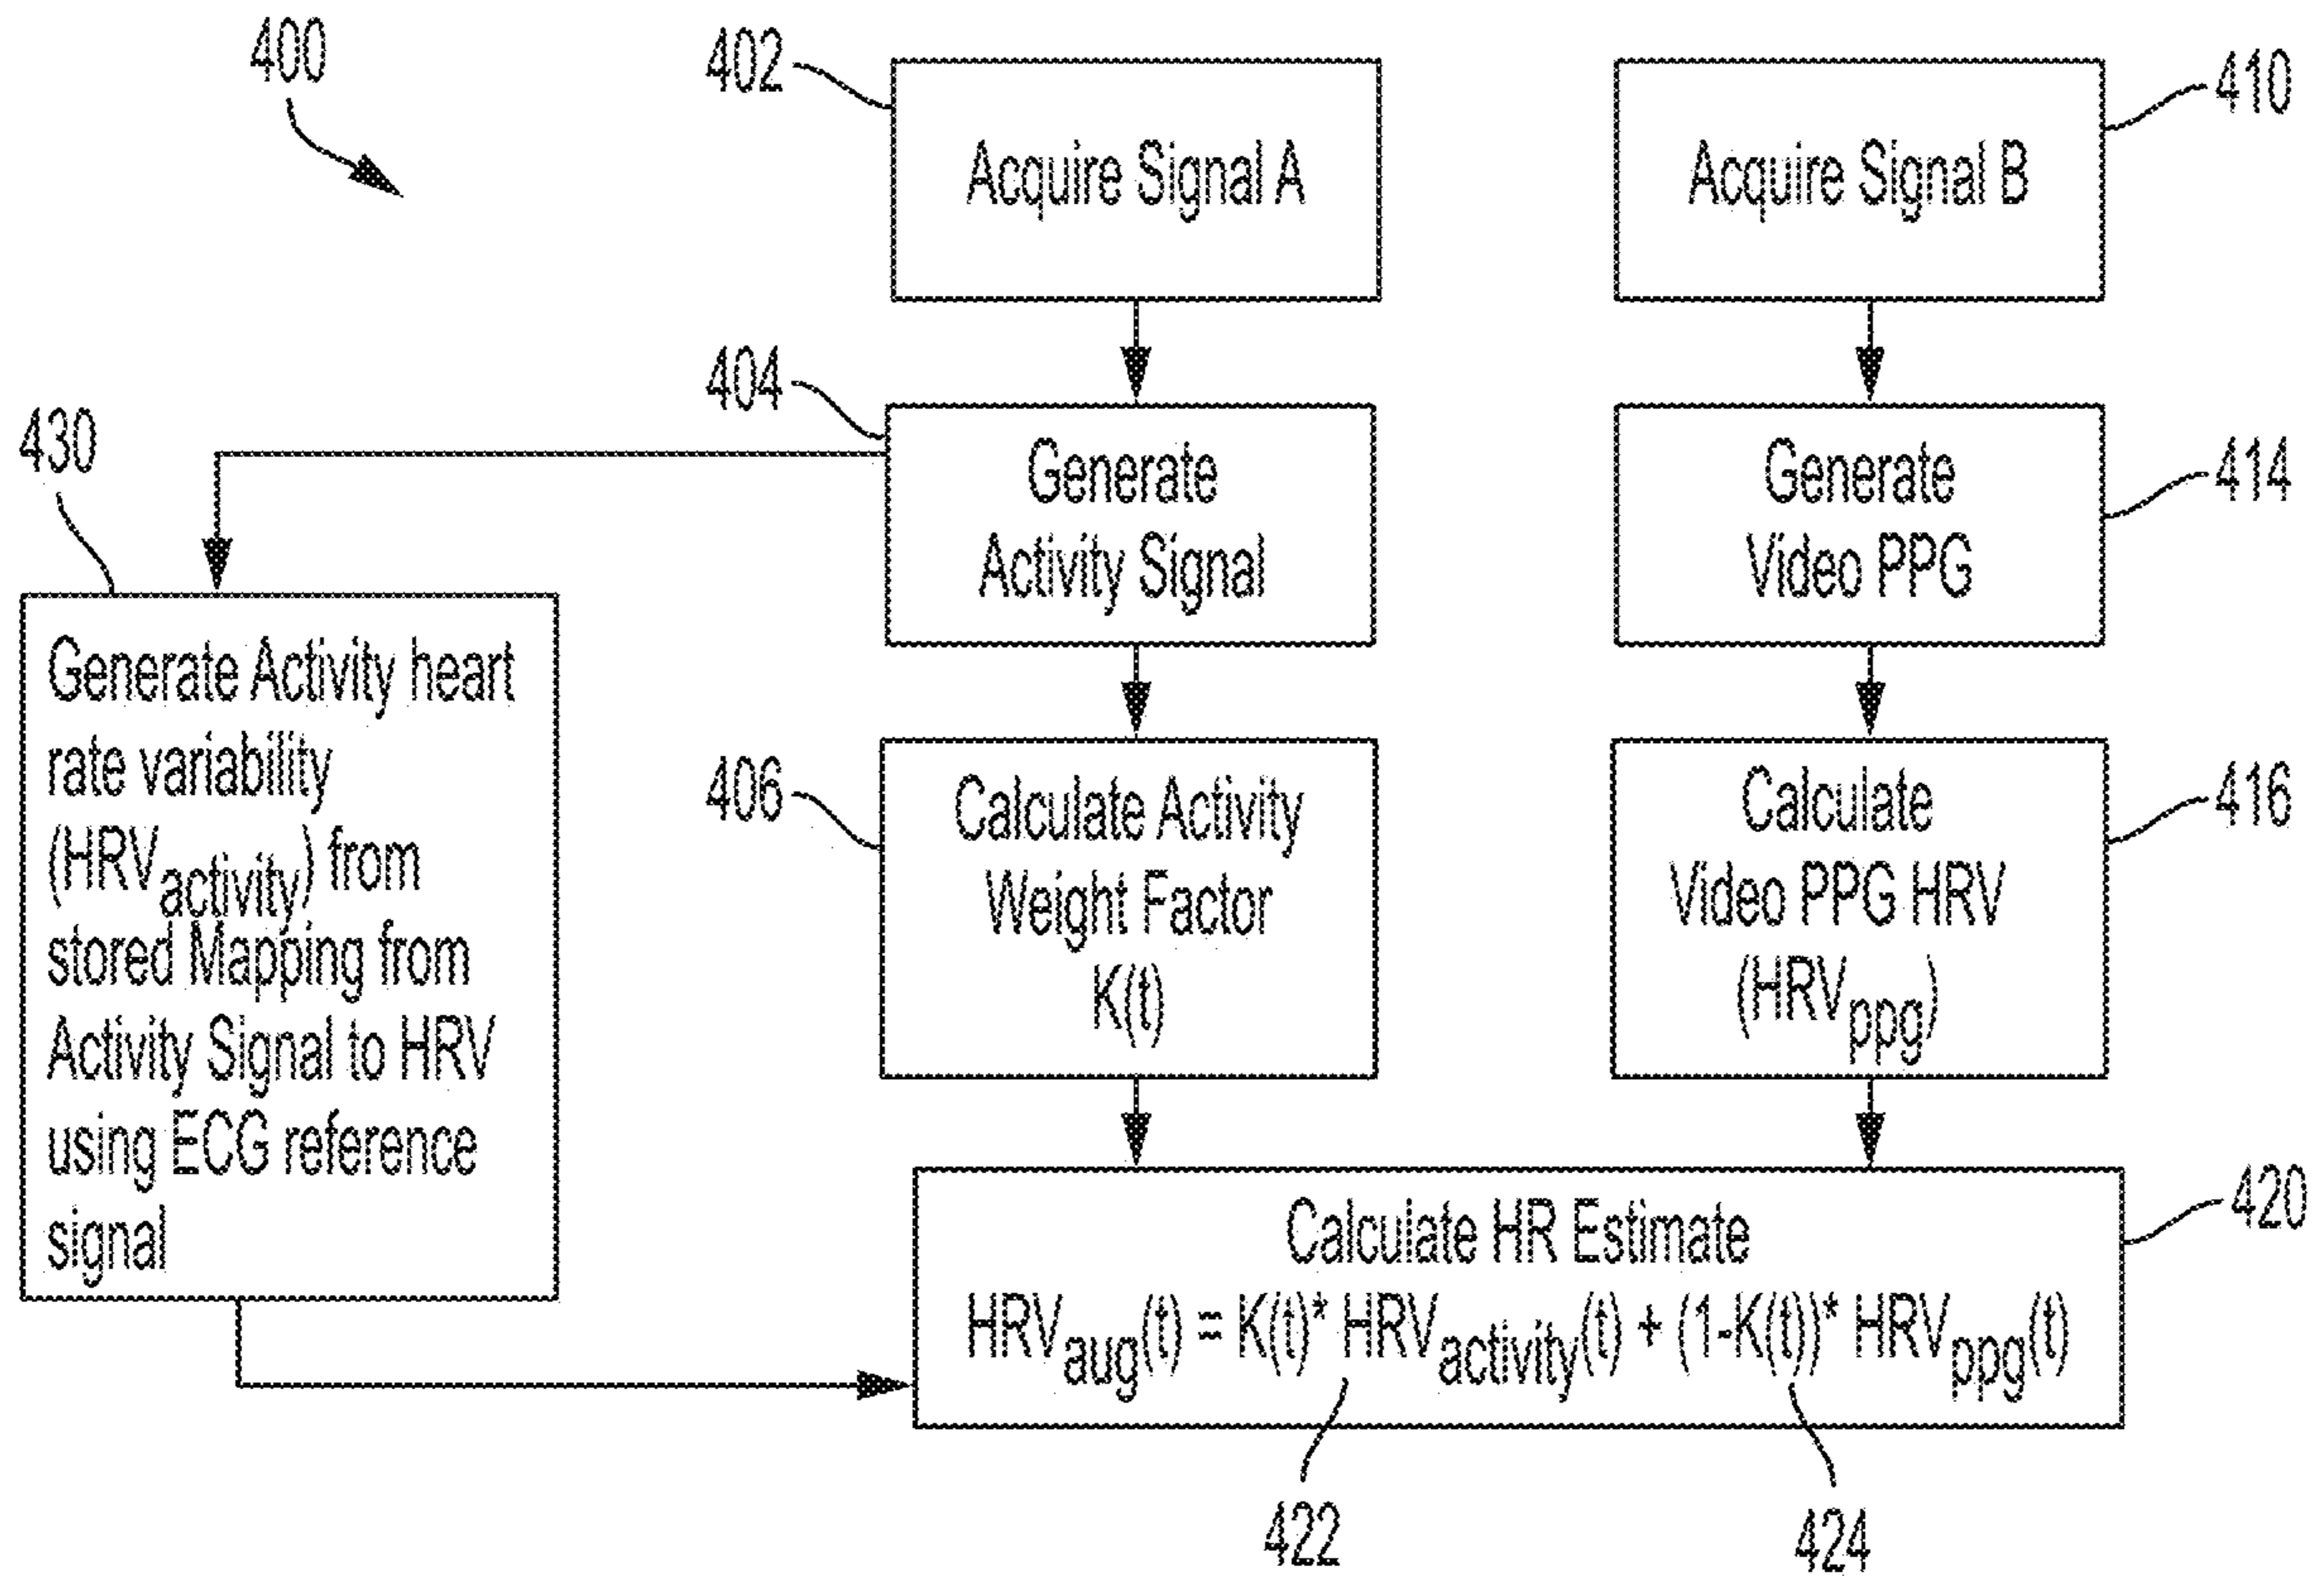 400
402
Acquire Signal A
410
Acquire Signal B
404
Generate
Activity Signal
414
Generate
Video PPG
430
Generate Activity heart
rate variability
(HRVactivity) from
stored Mapping from
Activity Signal to HRV
using ECG reference
signal
406
Calculate Activity
Weight Factor
K(t)
416
Calculate
Video PPG HRV
(HRVppg)
420
Calculate HR Estimate
HRVaug(t) = K(t)* HRVactivity(t) + (1-K(t))* HRVppg(t)
422
424